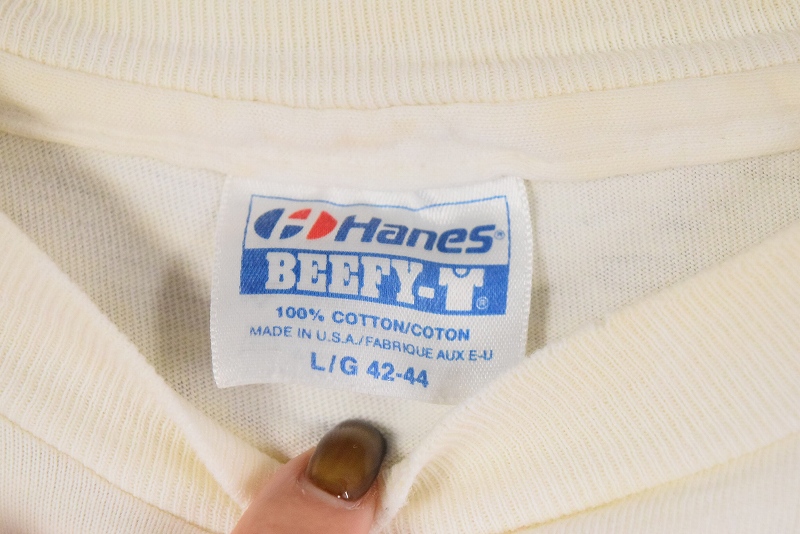 Hanes®
BEEFY-T®
100% COTTON/COTON
MADE IN U.S.A./FABRIQUE AUX E-U
L/G 42-44